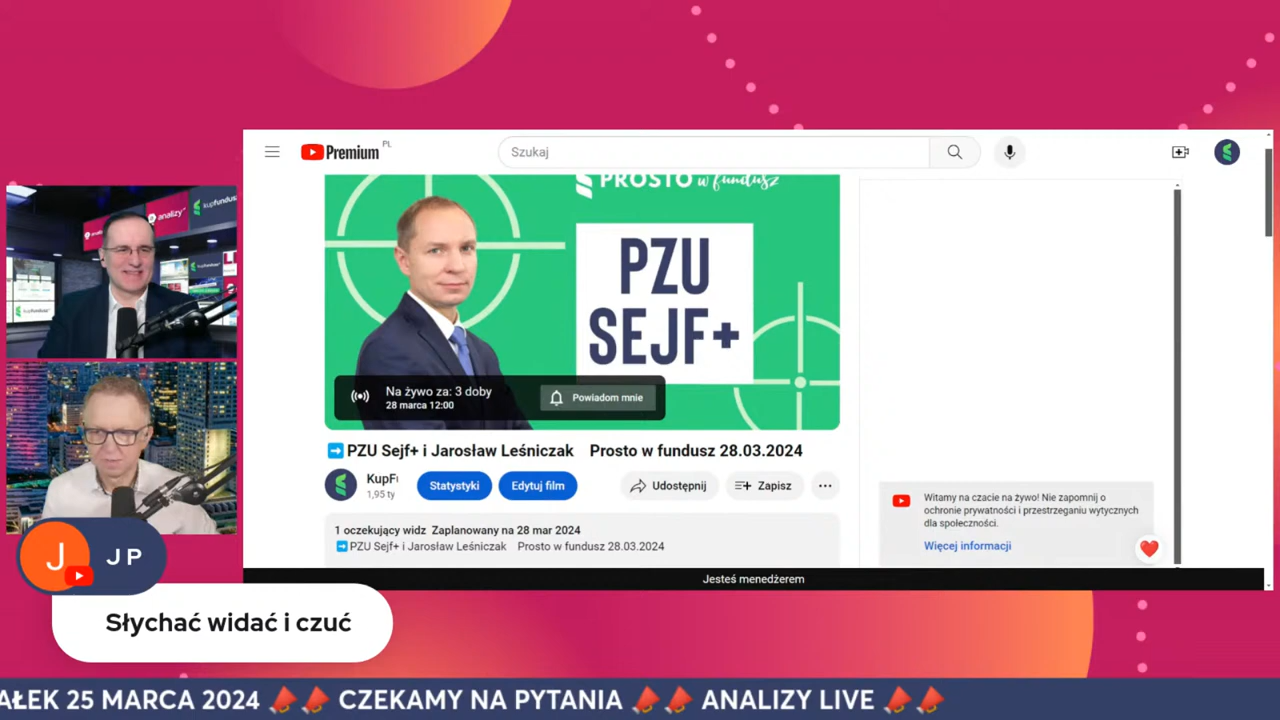 Premium PL
Szukaj
PROSTO w fundusz
PZU
SEJF+
Na żywo za: 3 doby
28 marca 12:00
Powiadom mnie
PZU Sejf+ i Jarosław Leśniczak Prosto w fundusz 28.03.2024
KupFu
1,95 ty
Statystyki
Edytuj film
Udostępnij
Zapisz
1 oczekujący widz Zaplanowany na 28 mar 2024
PZU Sejf+ i Jarosław Leśniczak Prosto w fundusz 28.03.2024
Witamy na czacie na żywo! Nie zapomnij o
ochronie prywatności i przestrzeganiu wytycznych
dla społeczności.
Więcej informacji
Jesteś menedżerem
analizy
kupfundusz
J
J P
Słychać widać i czuć
AŁEK 25 MARCA 2024 CZEKAMY NA PYTANIA ANALIZY LIVE